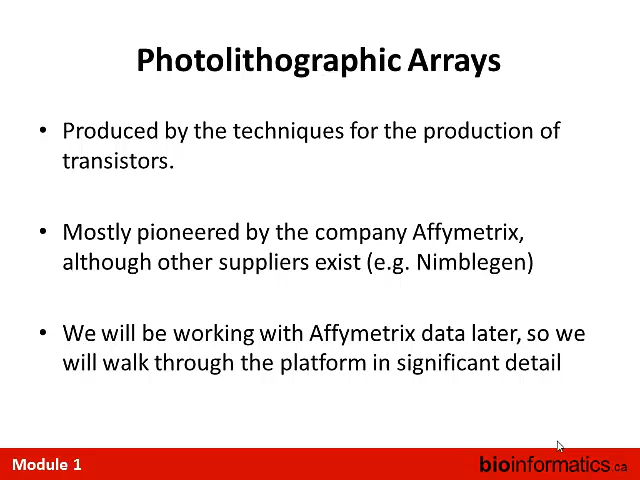 Photolithographic Arrays
• Produced by the techniques for the production of
transistors.
• Mostly pioneered by the company Affymetrix,
although other suppliers exist (e.g. Nimblegen)
• We will be working with Affymetrix data later, so we
will walk through the platform in significant detail
Module 1
bioinformatics.ca